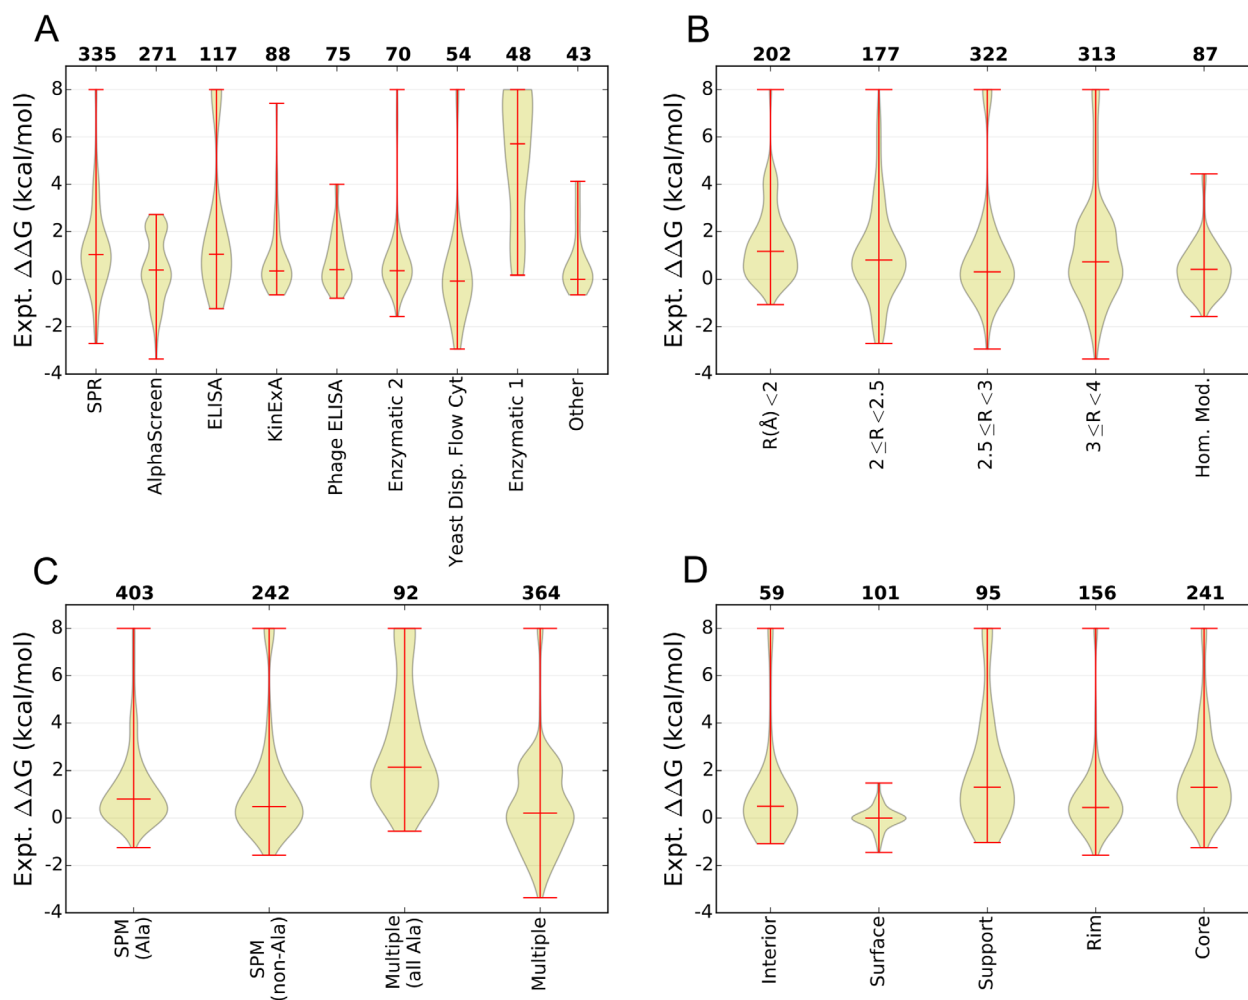 A
335 271 117 88 75 70 54 48 43
Expt. ΔΔG (kcal/mol)
8
6
4
2
0
-2
-4
SPR
AlphaScreen
ELISA
KinExA
Phage ELISA
Enzymatic 2
Yeast Disp. Flow Cyt
Enzymatic 1
Other
B
202 177 322 313 87
Expt. ΔΔG (kcal/mol)
8
6
4
2
0
-2
-4
R(Å) <2
2 ≤R <2.5
2.5 ≤R <3
3 ≤R <4
Hom. Mod.
C
403 242 92 364
Expt. ΔΔG (kcal/mol)
8
6
4
2
0
-2
-4
SPM
(Ala)
SPM
(non-Ala)
Multiple
(all Ala)
Multiple
D
59 101 95 156 241
Expt. ΔΔG (kcal/mol)
8
6
4
2
0
-2
-4
Interior
Surface
Support
Rim
Core